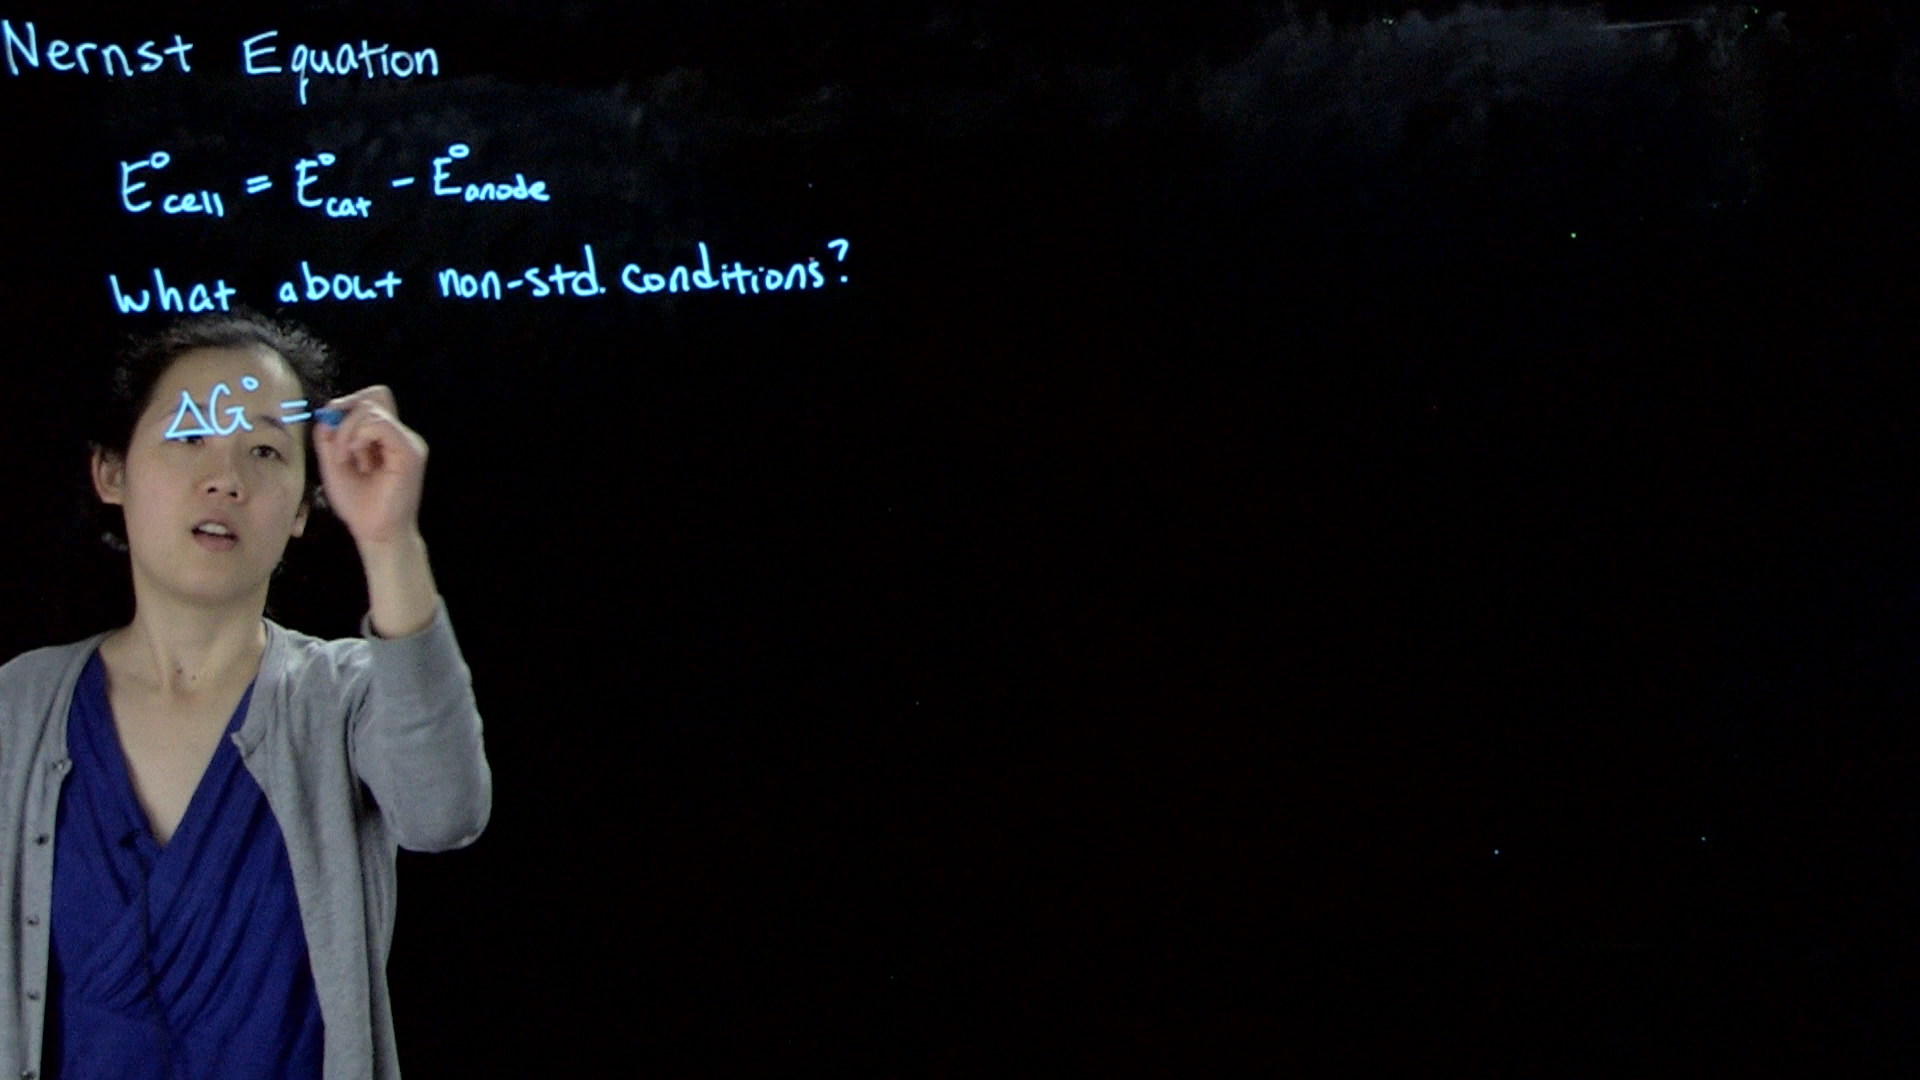 Nernst Equation
E°cell = E°cat - E°anode
What about non-std. conditions?
ΔG° =